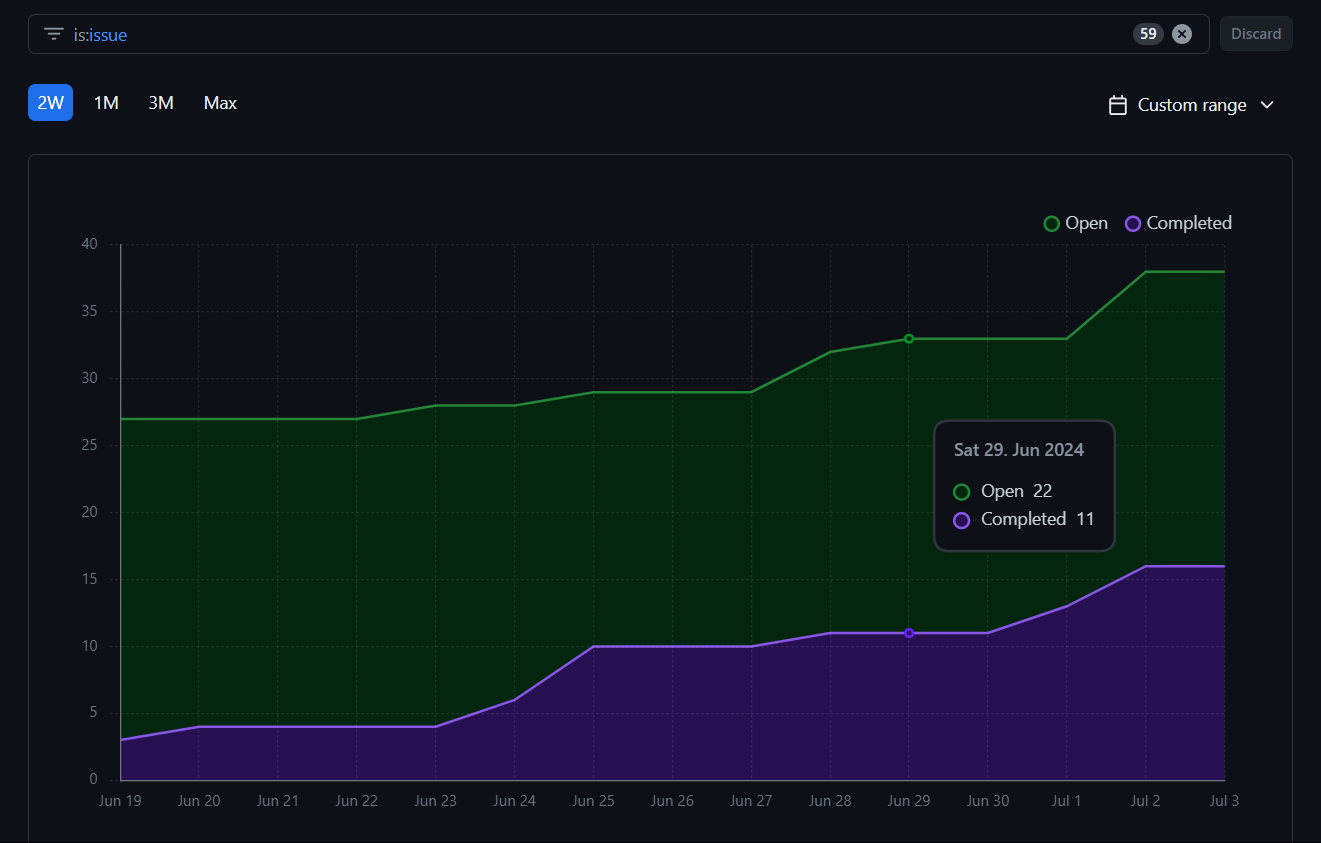 is:issue 59 Discard
2W 1M 3M Max Custom range
Open Completed
40
35
30
25
20
15
10
5
0
Sat 29. Jun 2024
Open 22
Completed 11
Jun 19 Jun 20 Jun 21 Jun 22 Jun 23 Jun 24 Jun 25 Jun 26 Jun 27 Jun 28 Jun 29 Jun 30 Jul 1 Jul 2 Jul 3